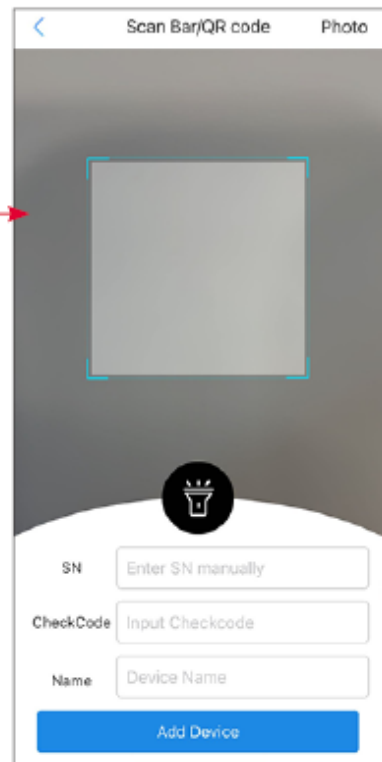 Scan Bar/QR code Photo
SN Enter SN manually
CheckCode Input Checkcode
Name Device Name
Add Device